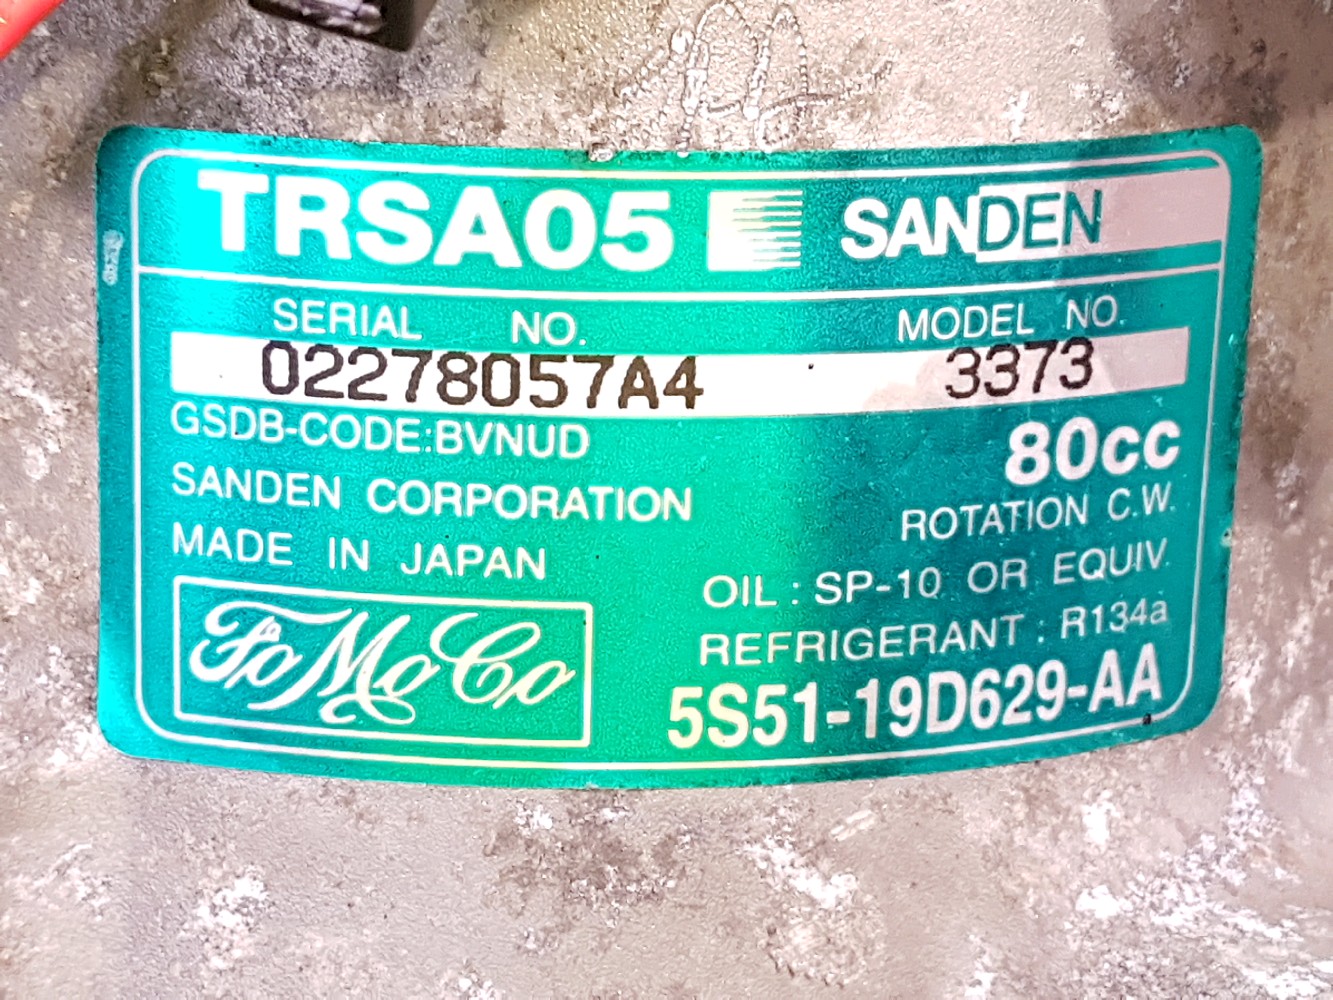 TRSA05 SANDEN
SERIAL NO. MODEL NO.
02278057A4 3373
GSDB-CODE:BVNUD
80cc
SANDEN CORPORATION
ROTATION C.W.
MADE IN JAPAN
OIL : SP-10 OR EQUIV.
REFRIGERANT : R134a
FoMoCo
5S51-19D629-AA